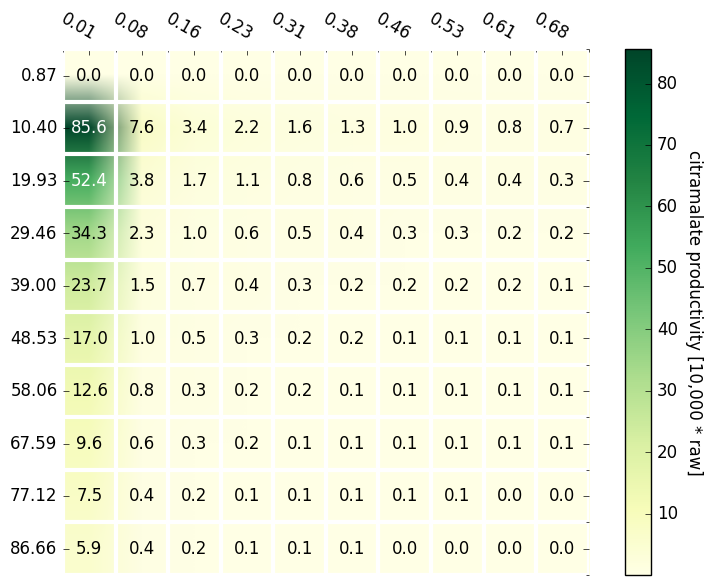 0.01 0.08 0.16 0.23 0.31 0.38 0.46 0.53 0.61 0.68
0.87 0.0 0.0 0.0 0.0 0.0 0.0 0.0 0.0 0.0 0.0
10.40 85.6 7.6 3.4 2.2 1.6 1.3 1.0 0.9 0.8 0.7
19.93 52.4 3.8 1.7 1.1 0.8 0.6 0.5 0.4 0.4 0.3
29.46 34.3 2.3 1.0 0.6 0.5 0.4 0.3 0.3 0.2 0.2
39.00 23.7 1.5 0.7 0.4 0.3 0.2 0.2 0.2 0.2 0.1
48.53 17.0 1.0 0.5 0.3 0.2 0.2 0.1 0.1 0.1 0.1
58.06 12.6 0.8 0.3 0.2 0.2 0.1 0.1 0.1 0.1 0.1
67.59 9.6 0.6 0.3 0.2 0.1 0.1 0.1 0.1 0.1 0.1
77.12 7.5 0.4 0.2 0.1 0.1 0.1 0.1 0.1 0.0 0.0
86.66 5.9 0.4 0.2 0.1 0.1 0.1 0.0 0.0 0.0 0.0
80
70
60
50
40
30
20
10
citramalate productivity [10,000 * raw]